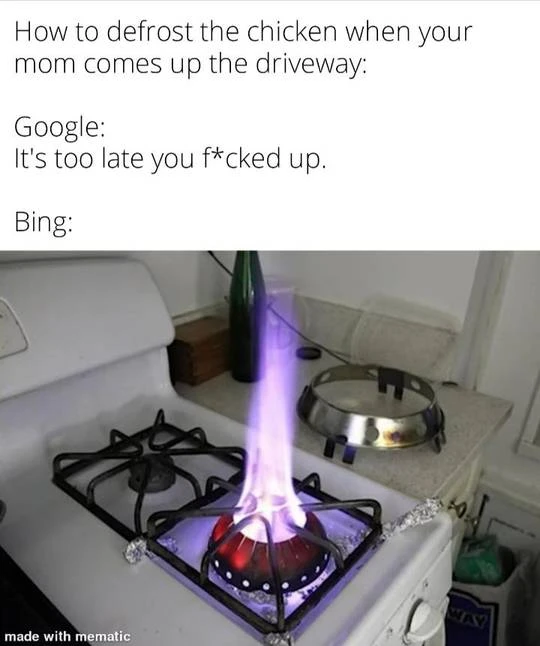 How to defrost the chicken when your
mom comes up the driveway:
Google:
It's too late you f*cked up.
Bing:
WAY
made with mematic